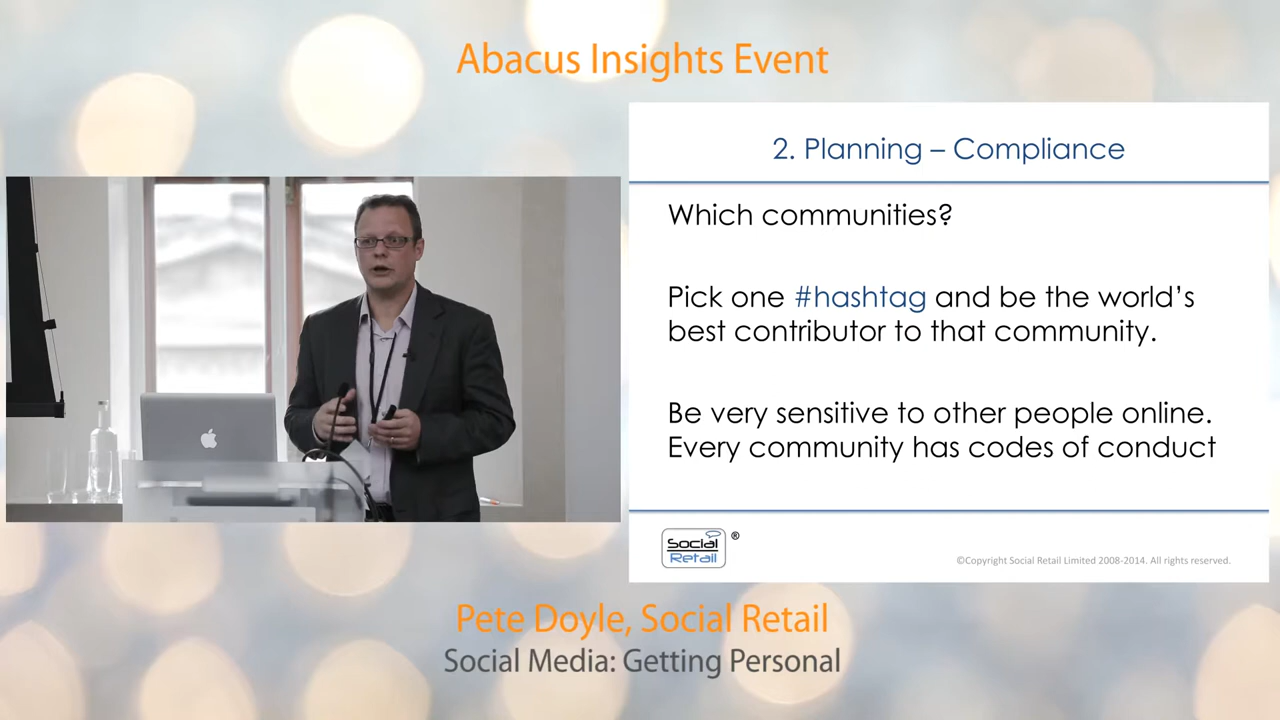 Abacus Insights Event
2. Planning – Compliance
Which communities?
Pick one #hashtag and be the world's
best contributor to that community.
Be very sensitive to other people online.
Every community has codes of conduct
Social
Retail
®
©Copyright Social Retail Limited 2008-2014. All rights reserved.
Pete Doyle, Social Retail
Social Media: Getting Personal